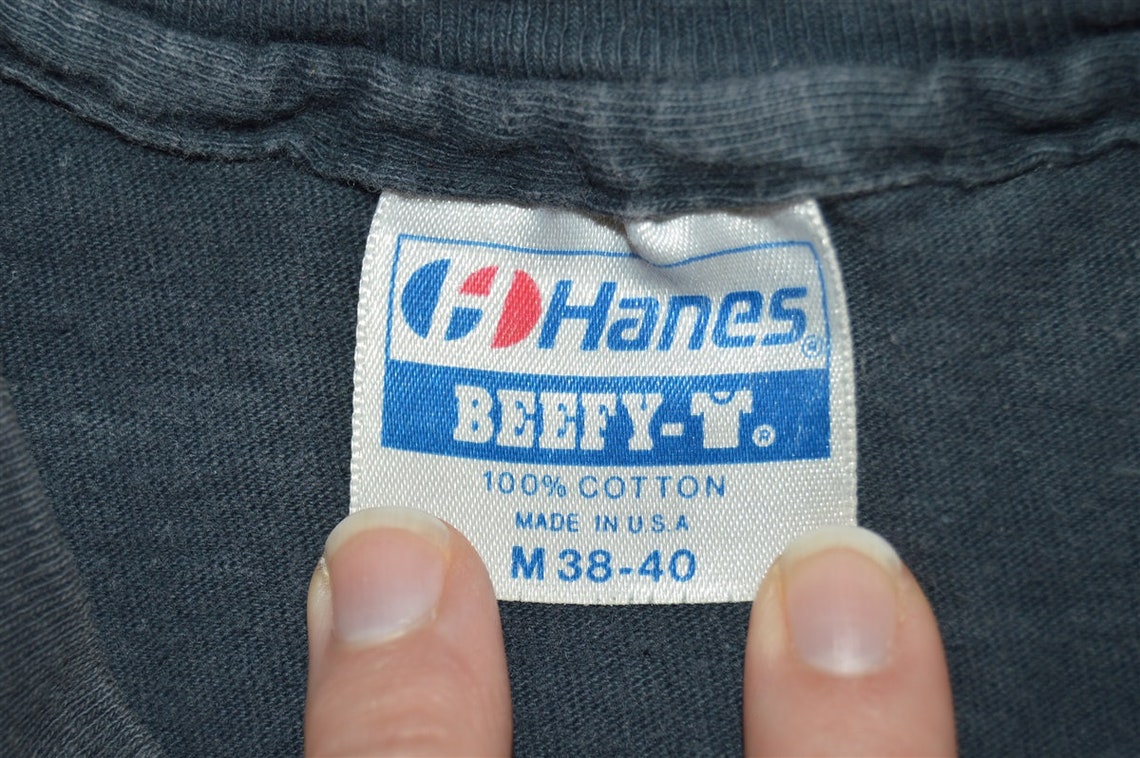 Hanes®
BEEFY-T®
100% COTTON
MADE IN U.S.A
M 38-40